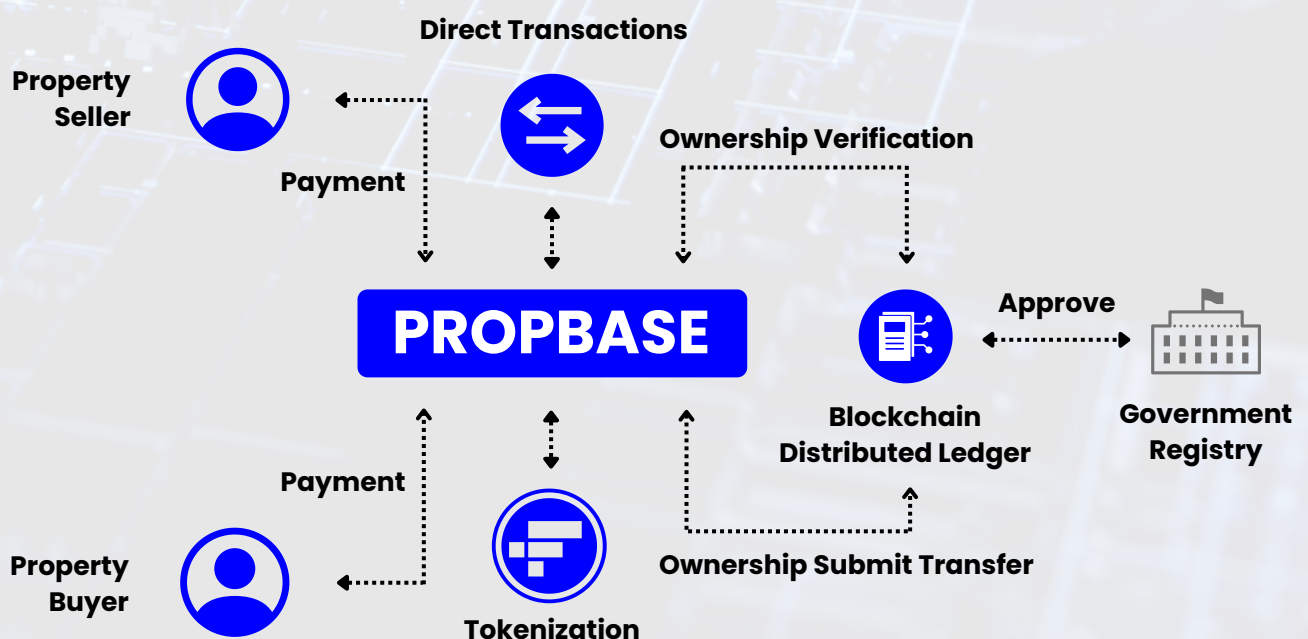 Direct Transactions
Property
Seller
Payment
Ownership Verification
PROPBASE
Approve
Blockchain
Distributed Ledger
Government
Registry
Payment
Property
Buyer
Ownership Submit Transfer
Tokenization